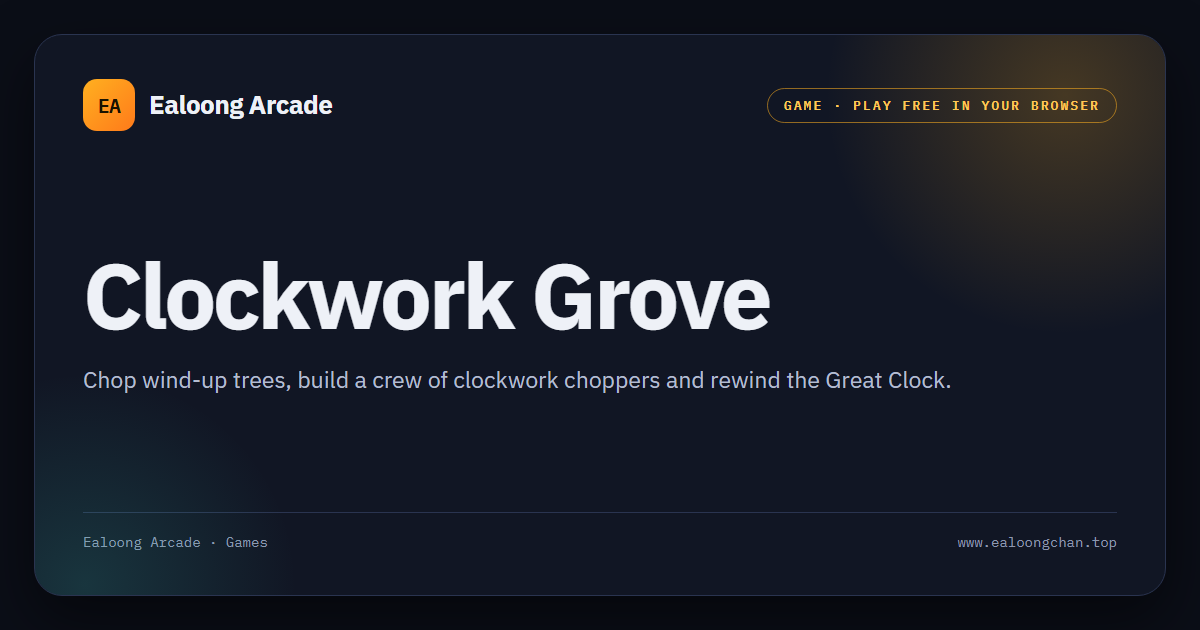 EA
Ealoong Arcade
GAME · PLAY FREE IN YOUR BROWSER
Clockwork Grove
Chop wind-up trees, build a crew of clockwork choppers and rewind the Great Clock.
Ealoong Arcade · Games
www.ealoongchan.top